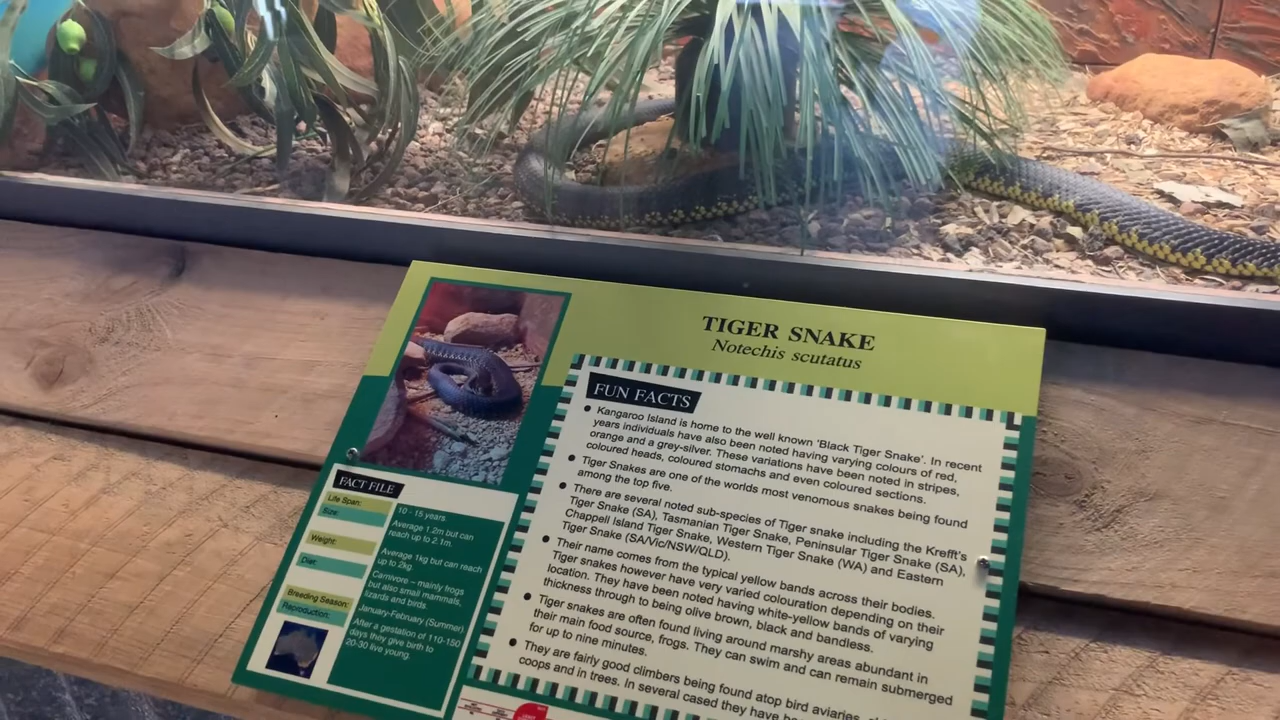 TIGER SNAKE
Notechis scutatus
FUN FACTS
Kangaroo Island is home to the well known 'Black Tiger Snake'. In recent
years individuals have also been noted having varying colours of red,
orange and a grey-silver. These variations have been noted in stripes,
coloured heads, coloured stomachs and even coloured sections.
Tiger Snakes are one of the worlds most venomous snakes being found
among the top five.
There are several noted sub-species of Tiger snake including the Krefft's
Tiger Snake (SA), Tasmanian Tiger Snake, Peninsular Tiger Snake (SA),
Chappell Island Tiger Snake, Western Tiger Snake (WA) and Eastern
Tiger Snake (SA/Vic/NSW/QLD).
Their name comes from the typical yellow bands across their bodies.
Tiger snakes however have very varied colouration depending on their
location. They have been noted having white-yellow bands of varying
thickness through to being olive brown, black and bandless.
Tiger snakes are often found living around marshy areas abundant in
their main food source, frogs. They can swim and can remain submerged
for up to nine minutes.
They are fairly good climbers being found atop bird aviaries,
coops and in trees. In several cased they have
FACT FILE
Life Span: 10 - 15 years.
Size: Average 1.2m but can
reach up to 2.1m.
Weight: Average 1kg but can reach
up to 2kg.
Diet: Carnivore – mainly frogs
but also small mammals,
lizards and birds.
Breeding Season: January-February (Summer)
Reproduction: After a gestation of 110-150
days they give birth to
20-30 live young.